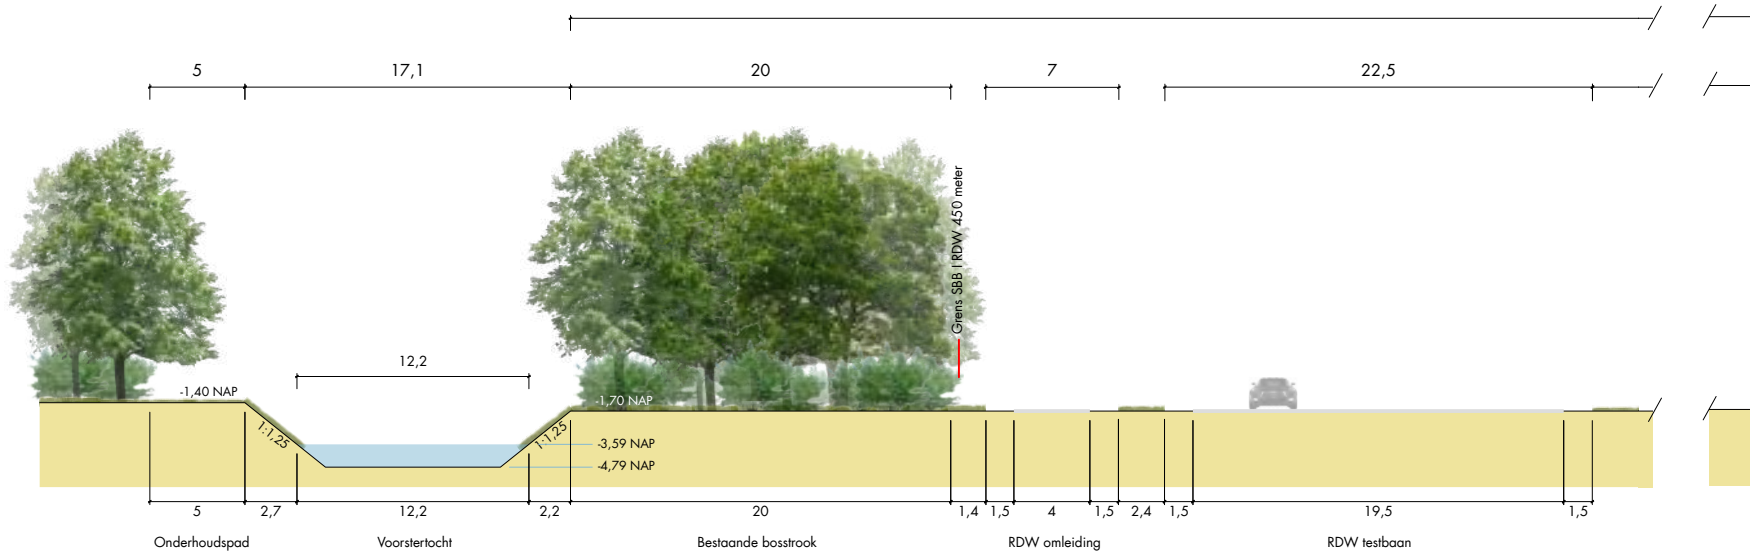 5
17,1
20
7
22,5
Grens SBB I RDW 450 meter
12,2
-1,40 NAP
-1,70 NAP
1:1,25
1:1,25
-3,59 NAP
-4,79 NAP
5
2,7
12,2
2,2
20
1,4
1,5
4
1,5
2,4
1,5
19,5
1,5
Onderhoudspad
Voorstertocht
Bestaande bosstrook
RDW omleiding
RDW testbaan